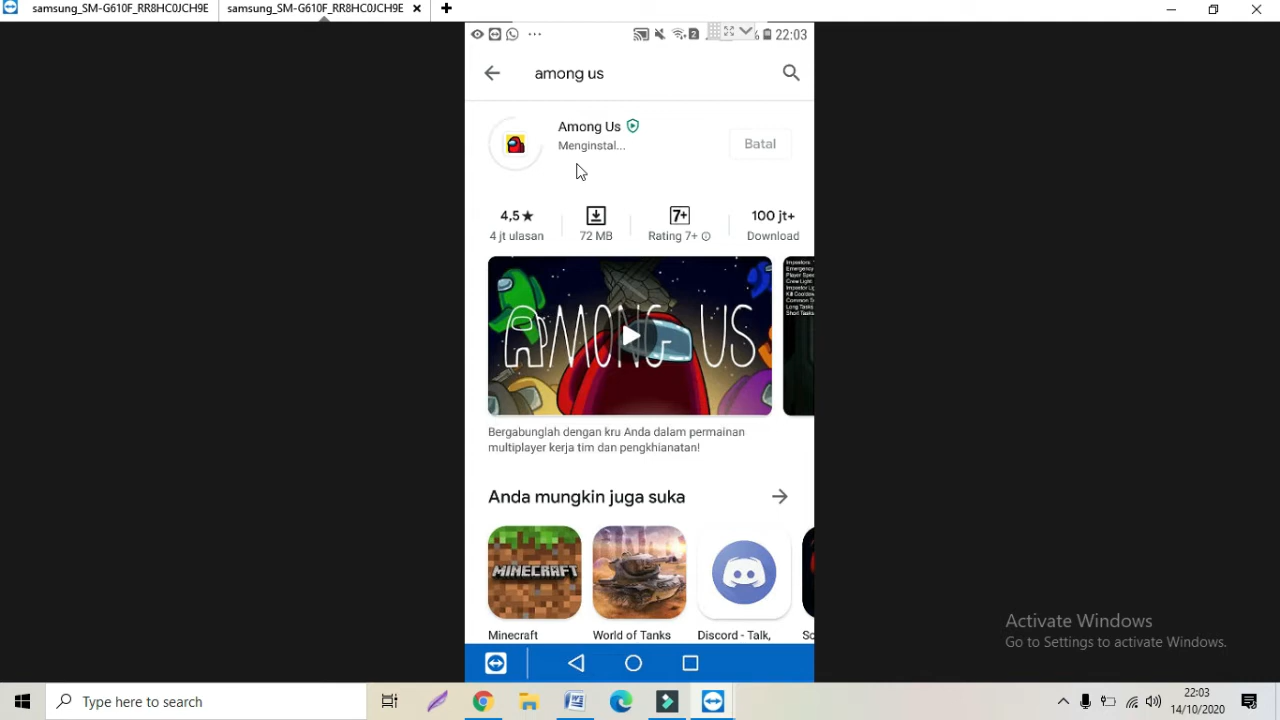 samsung_SM-G610F_RR8HC0JCH9E
samsung_SM-G610F_RR8HC0JCH9E
22:03
among us
Among Us
Menginstal...
Batal
4,5★
4 jt ulasan
72 MB
7+
Rating 7+
100 jt+
Download
AMONG US
Bergabunglah dengan kru Anda dalam permainan
multiplayer kerja tim dan pengkhianatan!
Anda mungkin juga suka
MINECRAFT
Minecraft
World of Tanks
Discord - Talk,
Activate Windows
Go to Settings to activate Windows.
Type here to search
22:03
14/10/2020